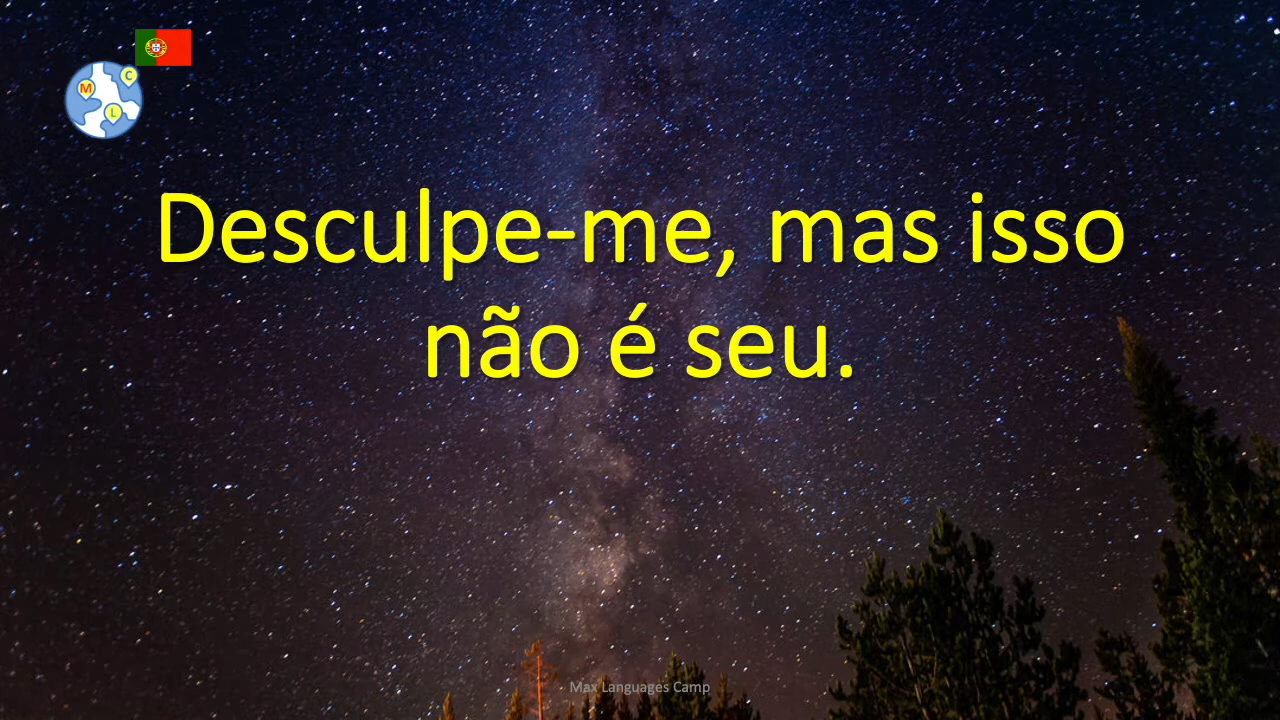 C
M
L
Desculpe-me, mas isso
não é seu.
Max Languages Camp